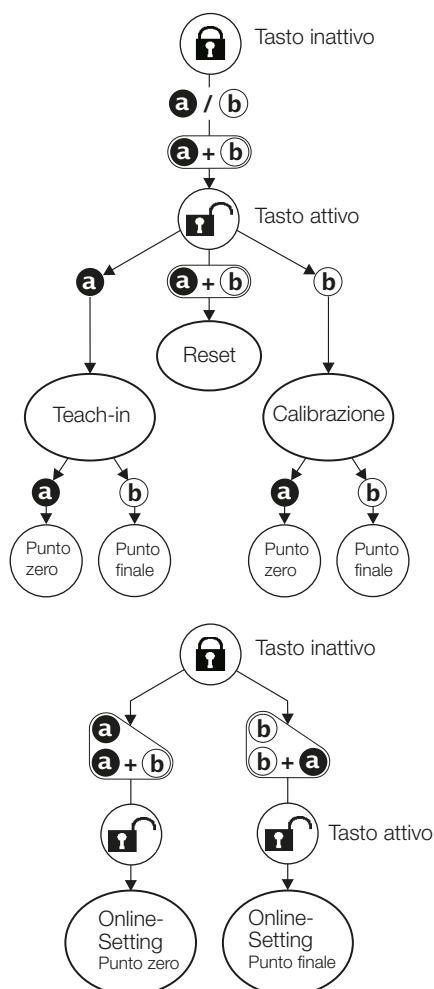 Tasto inattivo
a / b
a + b
Tasto attivo
a
a + b
b
Reset
Teach-in
Calibrazione
a
b
a
b
Punto
zero
Punto
finale
Punto
zero
Punto
finale
Tasto inattivo
a
a + b
b
b + a
Tasto attivo
Online-
Setting
Punto zero
Online-
Setting
Punto finale